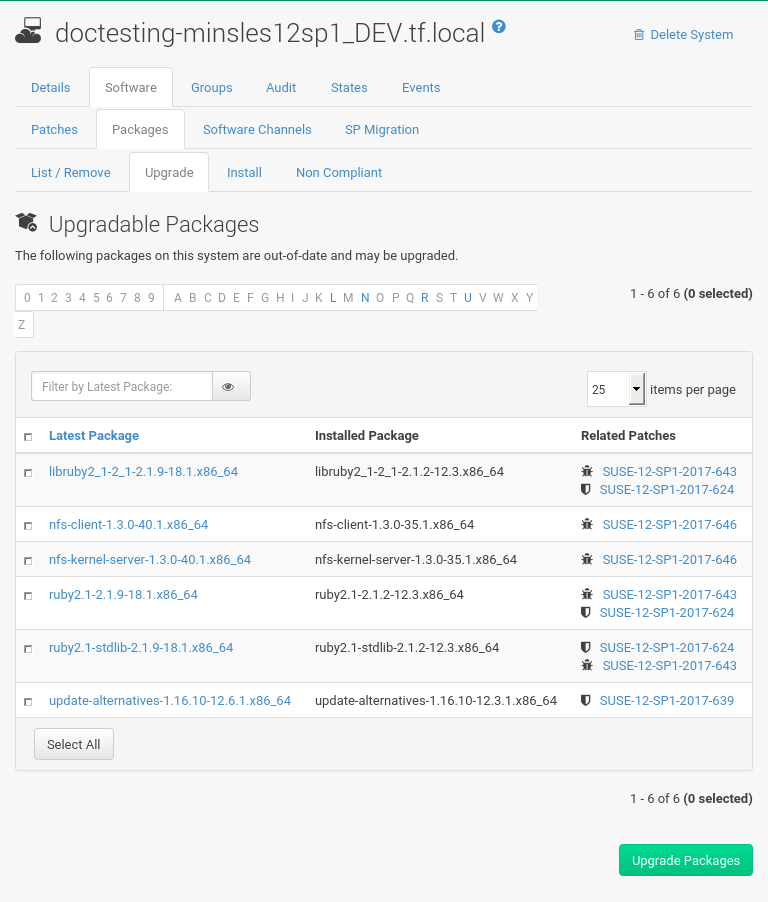 doctesting-minsles12sp1_DEV.tf.local ?
Delete System
Details Software Groups Audit States Events
Patches Packages Software Channels SP Migration
List / Remove Upgrade Install Non Compliant
Upgradable Packages
The following packages on this system are out-of-date and may be upgraded.
0 1 2 3 4 5 6 7 8 9 A B C D E F G H I J K L M N O P Q R S T U V W X Y
Z
1 - 6 of 6 (0 selected)
Filter by Latest Package: 25 items per page
Latest Package Installed Package Related Patches
libruby2_1-2_1-2.1.9-18.1.x86_64 libruby2_1-2_1-2.1.2-12.3.x86_64 SUSE-12-SP1-2017-643
SUSE-12-SP1-2017-624
nfs-client-1.3.0-40.1.x86_64 nfs-client-1.3.0-35.1.x86_64 SUSE-12-SP1-2017-646
nfs-kernel-server-1.3.0-40.1.x86_64 nfs-kernel-server-1.3.0-35.1.x86_64 SUSE-12-SP1-2017-646
ruby2.1-2.1.9-18.1.x86_64 ruby2.1-2.1.2-12.3.x86_64 SUSE-12-SP1-2017-643
SUSE-12-SP1-2017-624
ruby2.1-stdlib-2.1.9-18.1.x86_64 ruby2.1-stdlib-2.1.2-12.3.x86_64 SUSE-12-SP1-2017-624
SUSE-12-SP1-2017-643
update-alternatives-1.16.10-12.6.1.x86_64 update-alternatives-1.16.10-12.3.1.x86_64 SUSE-12-SP1-2017-639
Select All
1 - 6 of 6 (0 selected)
Upgrade Packages